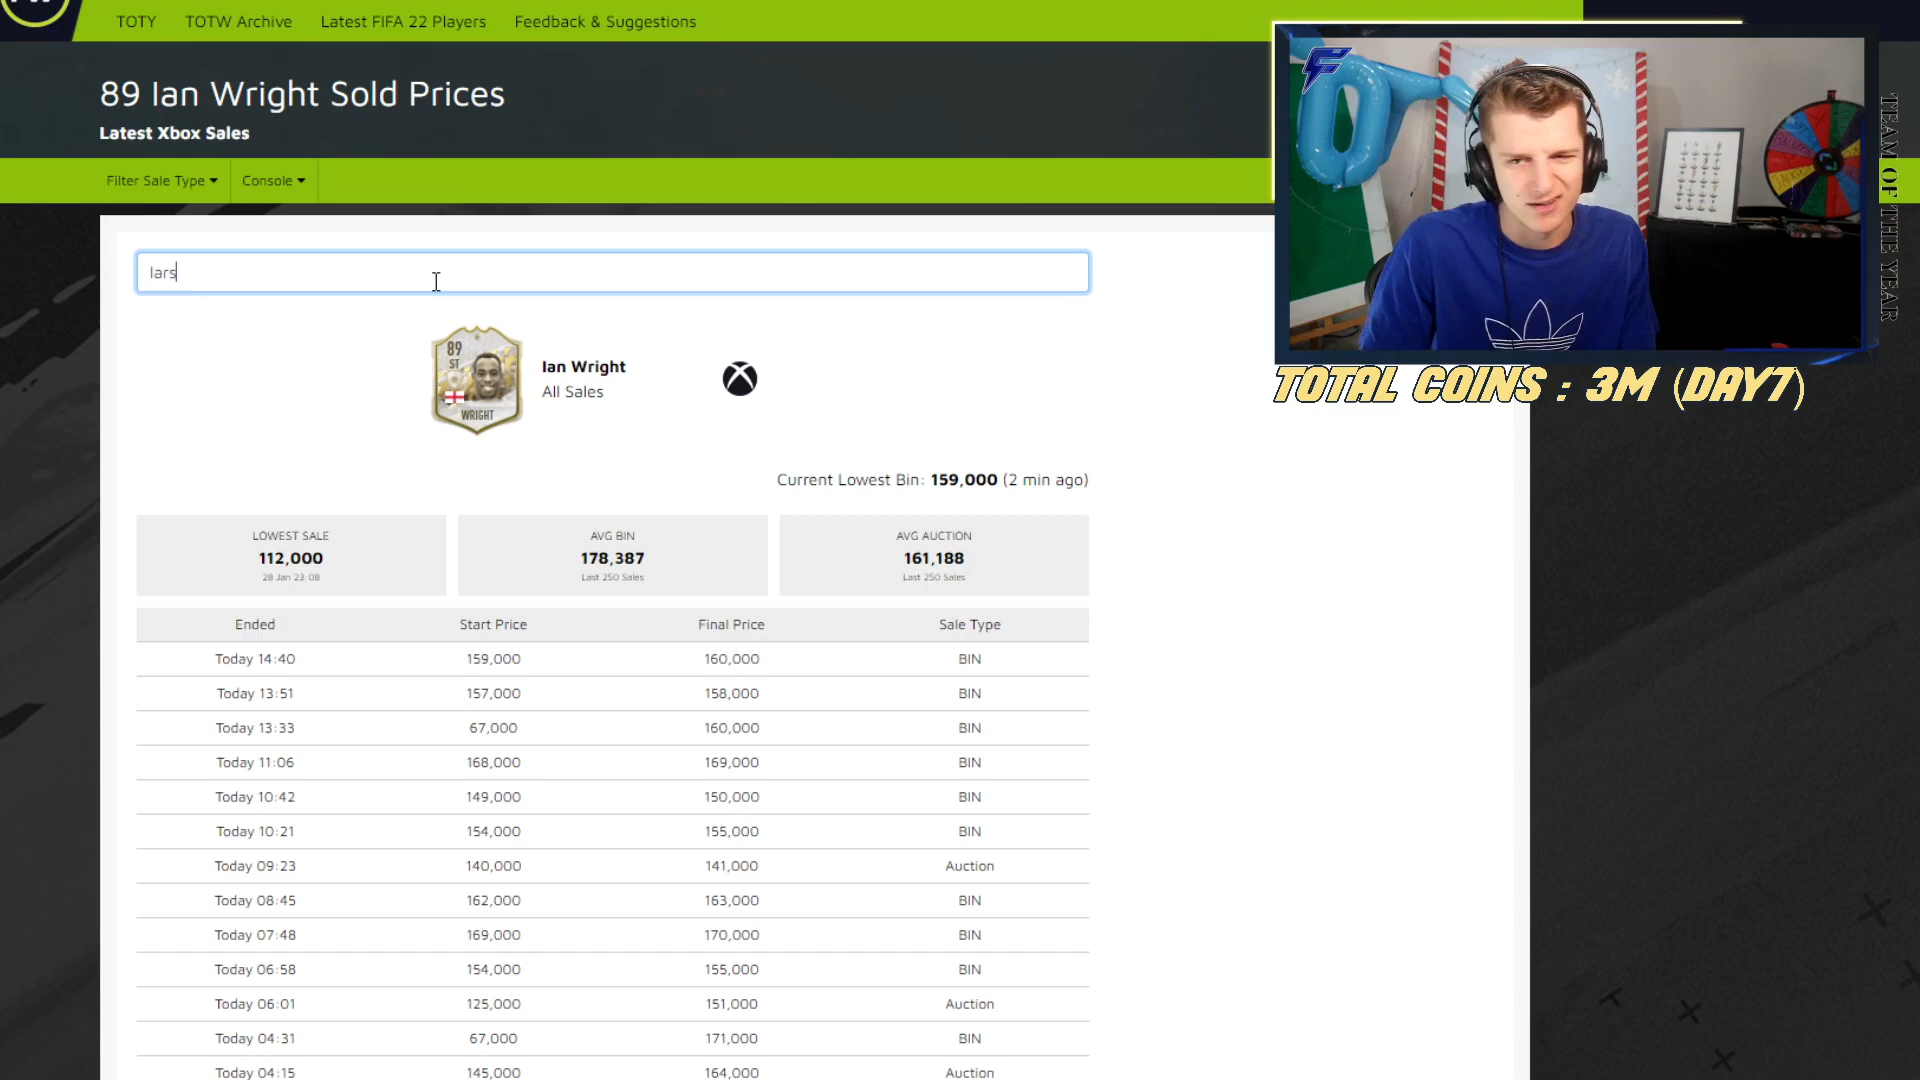 TOTY TOTW Archive Latest FIFA 22 Players Feedback & Suggestions
89 Ian Wright Sold Prices
Latest Xbox Sales
Filter Sale Type Console
lars
89
ST
WRIGHT
Ian Wright
All Sales
TEAM OF THE YEAR
TOTAL COINS : 3M (DAY7)
Current Lowest Bin: 159,000 (2 min ago)
LOWEST SALE AVG BIN AVG AUCTION
112,000 178,387 161,188
28 Jan 23:08 Last 250 Sales Last 250 Sales
Ended Start Price Final Price Sale Type
Today 14:40 159,000 160,000 BIN
Today 13:51 157,000 158,000 BIN
Today 13:33 67,000 160,000 BIN
Today 11:06 168,000 169,000 BIN
Today 10:42 149,000 150,000 BIN
Today 10:21 154,000 155,000 BIN
Today 09:23 140,000 141,000 Auction
Today 08:45 162,000 163,000 BIN
Today 07:48 169,000 170,000 BIN
Today 06:58 154,000 155,000 BIN
Today 06:01 125,000 151,000 Auction
Today 04:31 67,000 171,000 BIN
Today 04:15 145,000 164,000 Auction